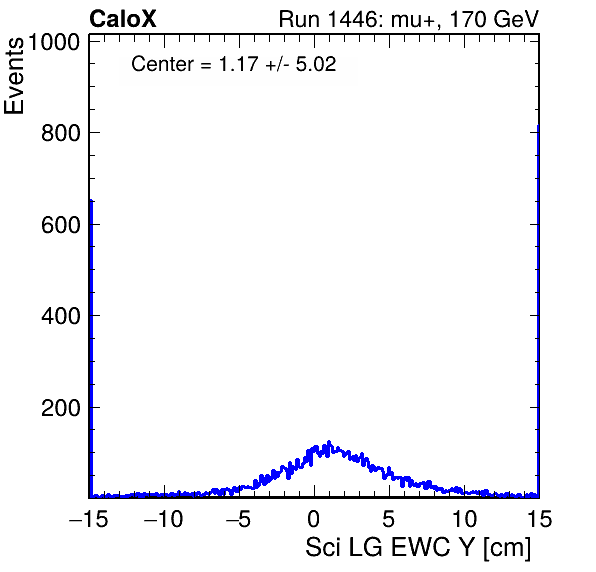 CaloX Run 1446: mu+, 170 GeV
Events
Center = 1.17 +/- 5.02
1000
800
600
400
200
−15 −10 −5 0 5 10 15
Sci LG EWC Y [cm]